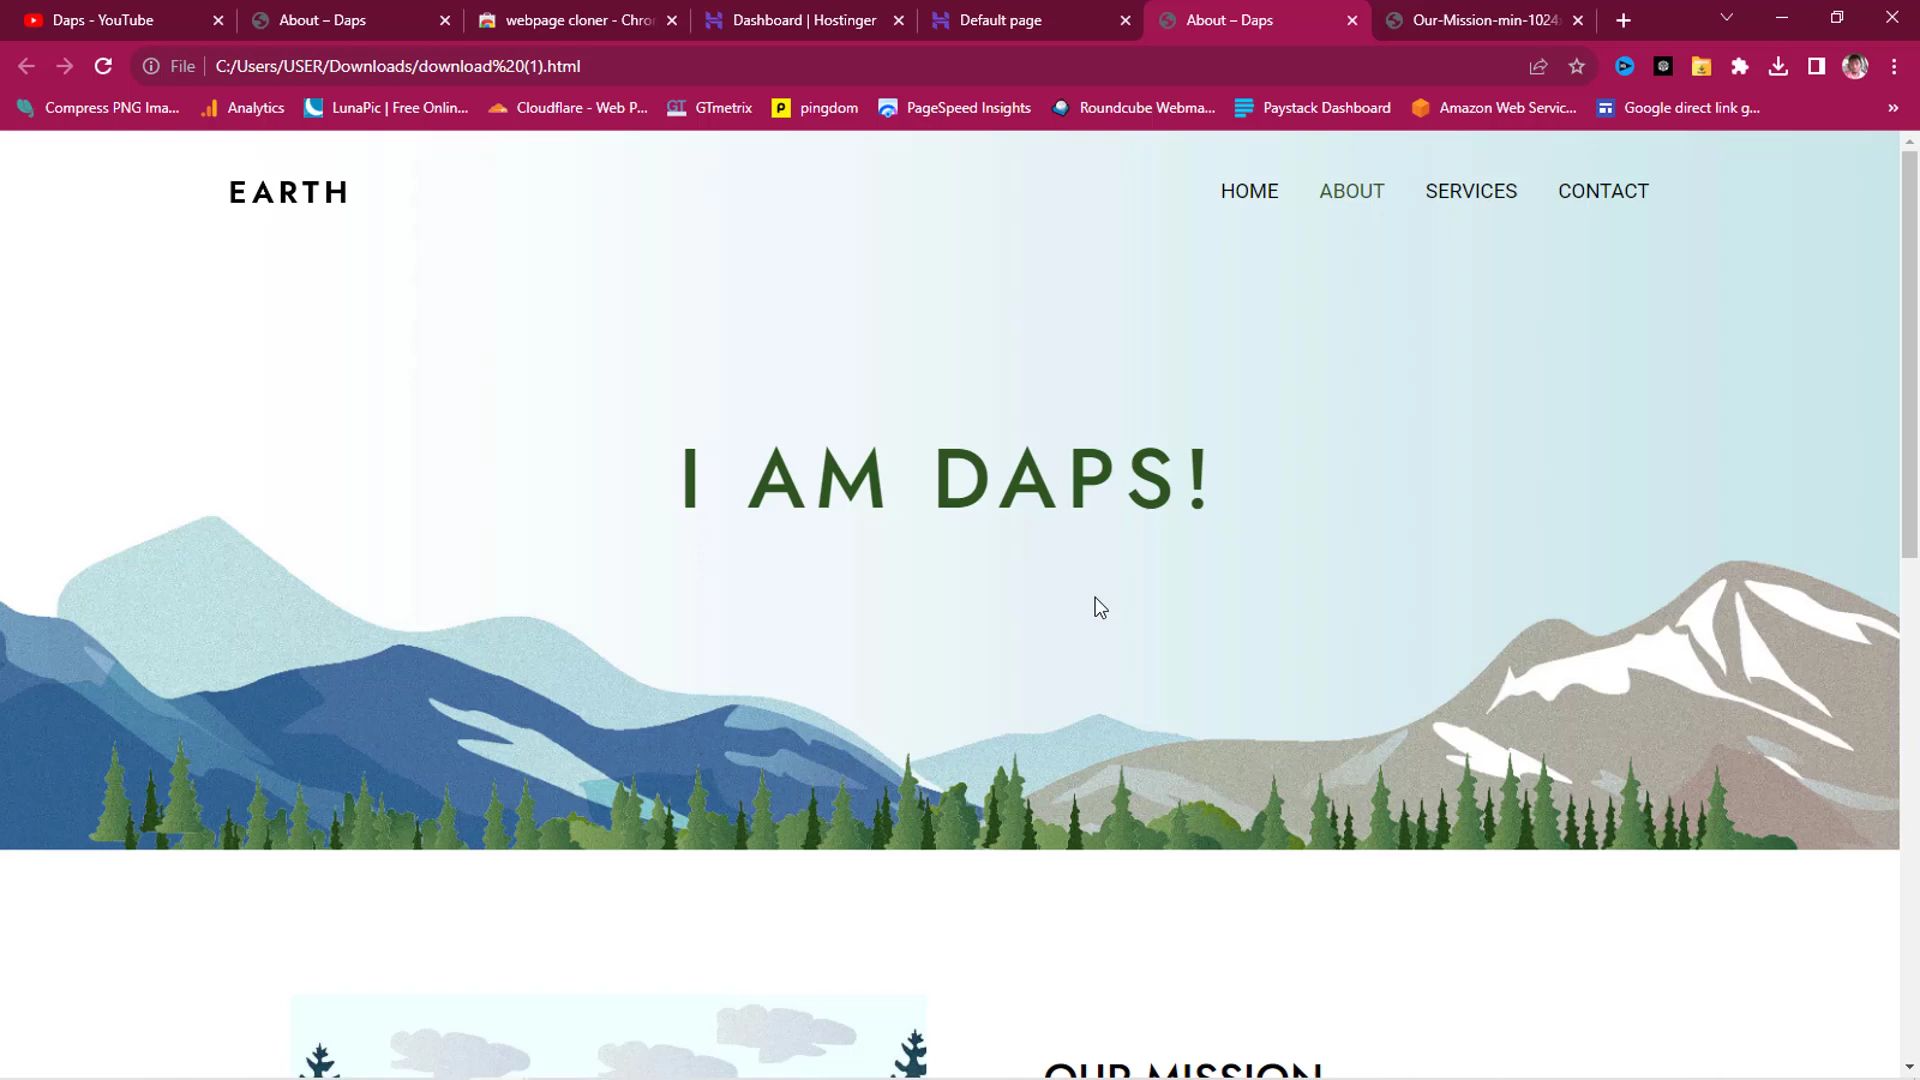 Daps - YouTube
About – Daps
webpage cloner - Chro
Dashboard | Hostinger
Default page
About – Daps
Our-Mission-min-1024
File
C:/Users/USER/Downloads/download%20(1).html
Compress PNG Ima...
Analytics
LunaPic | Free Onlin...
Cloudflare - Web P...
GTmetrix
pingdom
PageSpeed Insights
Roundcube Webma...
Paystack Dashboard
Amazon Web Servic...
Google direct link g...
EARTH
HOME
ABOUT
SERVICES
CONTACT
I AM DAPS!
OUR MISSION